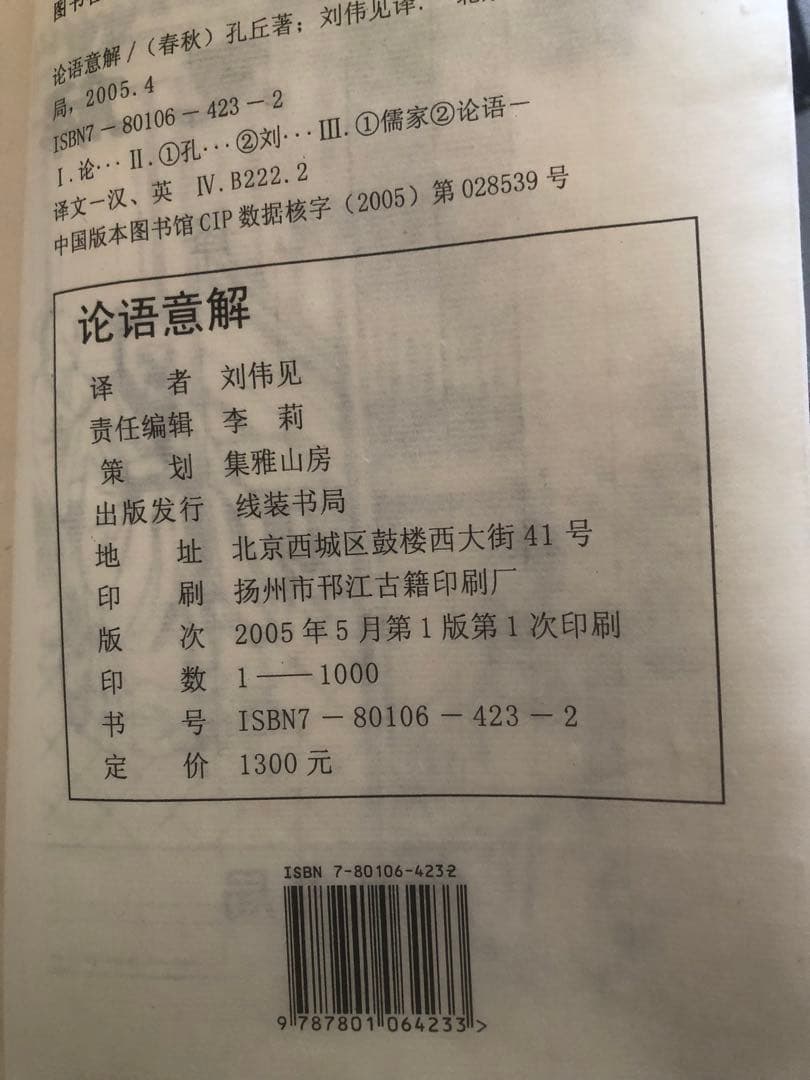 图书
论语意解/(春秋)孔丘著;刘伟见译.
局,2005.4
ISBN7-80106-423-2
Ⅰ.论… Ⅱ.①孔…②刘… Ⅲ.①儒家②论语－
译文－汉、英 Ⅳ.B222.2
中国版本图书馆CIP数据核字(2005)第028539号
论语意解
译 者 刘伟见
责任编辑 李 莉
策 划 集雅山房
出版发行 线装书局
地 址 北京西城区鼓楼西大街41号
印 刷 扬州市邗江古籍印刷厂
版 次 2005年5月第1版第1次印刷
印 数 1——1000
书 号 ISBN7-80106-423-2
定 价 1300元
ISBN 7-80106-4232
9787801064233>